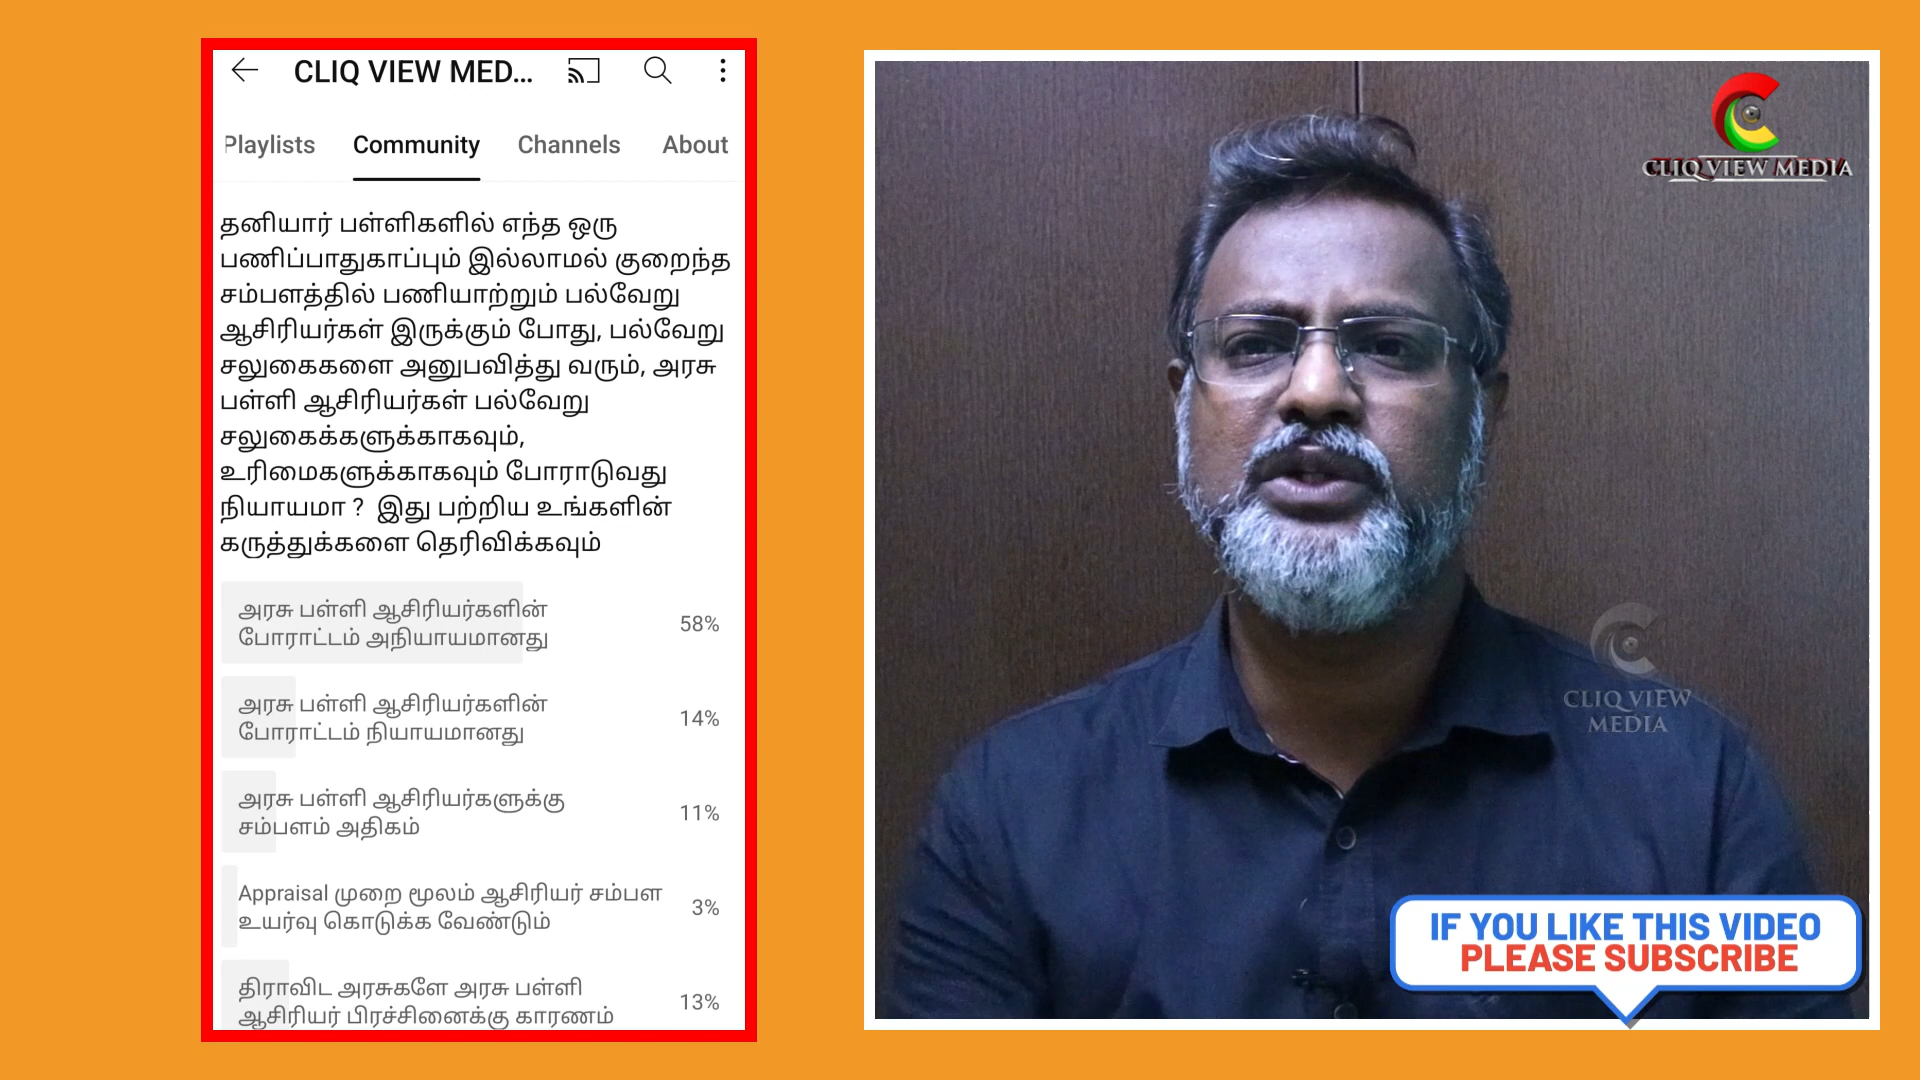 CLIQ VIEW MED...
Playlists Community Channels About
தனியார் பள்ளிகளில் எந்த ஒரு
பணிப்பாதுகாப்பும் இல்லாமல் குறைந்த
சம்பளத்தில் பணியாற்றும் பல்வேறு
ஆசிரியர்கள் இருக்கும் போது, பல்வேறு
சலுகைகளை அனுபவித்து வரும், அரசு
பள்ளி ஆசிரியர்கள் பல்வேறு
சலுகைக்களுக்காகவும்,
உரிமைகளுக்காகவும் போராடுவது
நியாயமா ? இது பற்றிய உங்களின்
கருத்துக்களை தெரிவிக்கவும்
அரசு பள்ளி ஆசிரியர்களின்
போராட்டம் அநியாயமானது
58%
அரசு பள்ளி ஆசிரியர்களின்
போராட்டம் நியாயமானது
14%
அரசு பள்ளி ஆசிரியர்களுக்கு
சம்பளம் அதிகம்
11%
Appraisal முறை மூலம் ஆசிரியர் சம்பள
உயர்வு கொடுக்க வேண்டும்
3%
திராவிட அரசுகளே அரசு பள்ளி
ஆசிரியர் பிரச்சினைக்கு காரணம்
13%
CLIQ VIEW MEDIA
CLIQ VIEW
MEDIA
IF YOU LIKE THIS VIDEO
PLEASE SUBSCRIBE